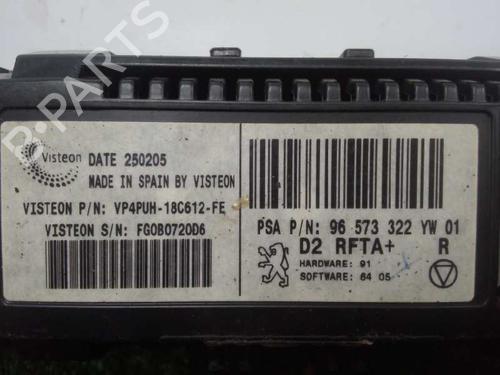 B-PARTS
Visteon
DATE 250205
MADE IN SPAIN BY VISTEON
VISTEON P/N: VP4PUH-18C612-FE
VISTEON S/N: FG0B0720D6
PSA P/N: 96 573 322 YW 01
D2 RFTA+ R
HARDWARE: 91
SOFTWARE: 64 05